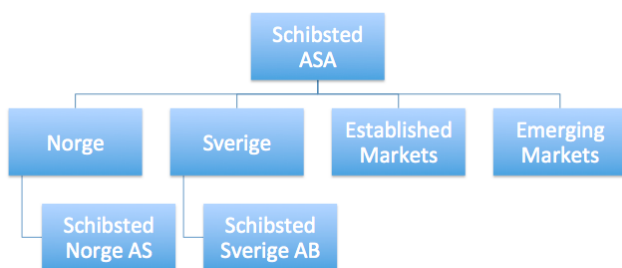 Schibsted
ASA
Norge
Sverige
Established
Markets
Emerging
Markets
Schibsted
Norge AS
Schibsted
Sverige AB